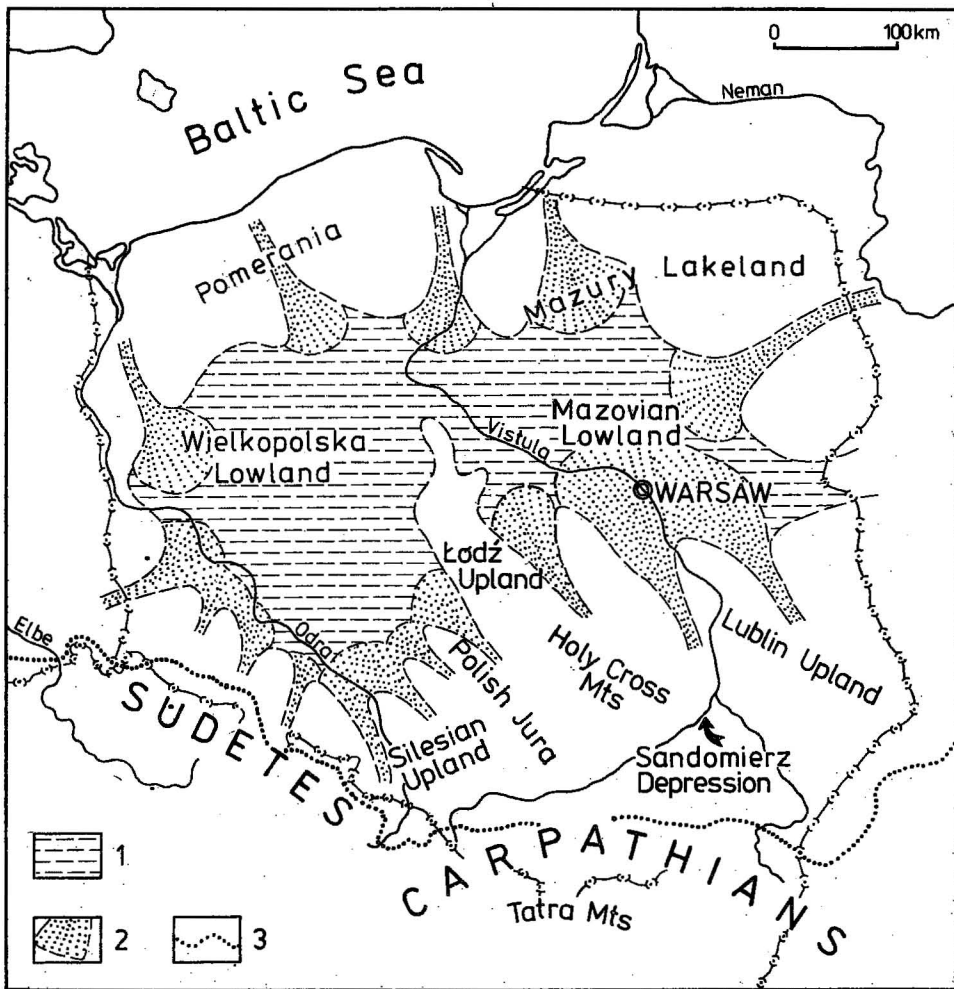 0 100km
Baltic Sea
Neman
Pomerania
Mazury Lakeland
Mazovian
Lowland
Vistula
Wielkopolska
Lowland
WARSAW
Łódź
Upland
Elbe
Odra
Polish Jura
Holy Cross
Mts
Lublin Upland
SUDETES
Silesian
Upland
Sandomierz
Depression
CARPATHIANS
Tatra Mts
1
2
3